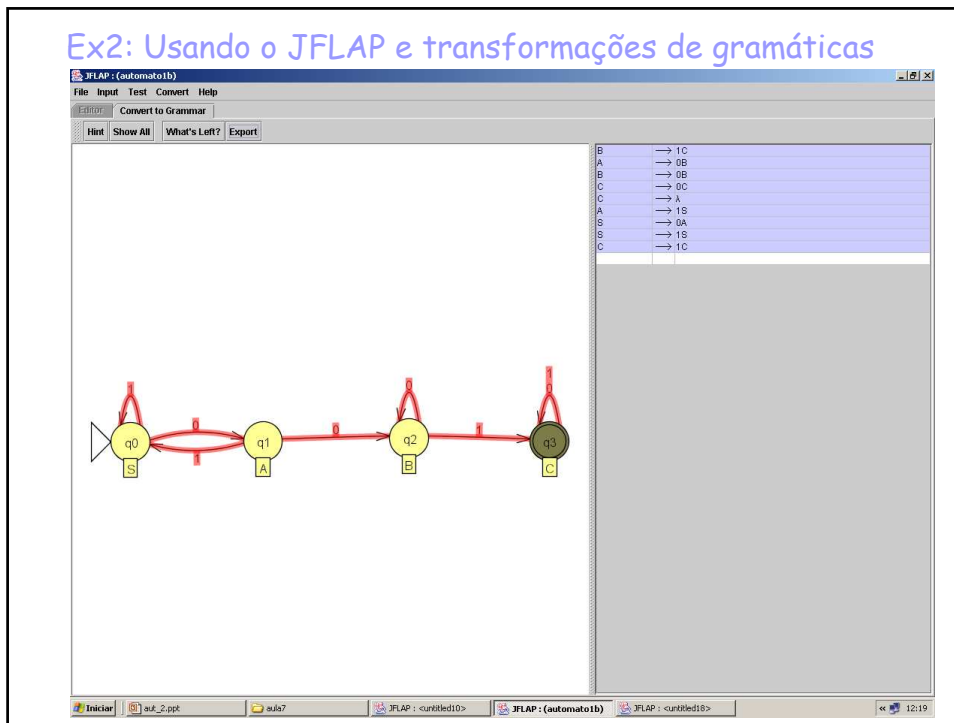 Ex2: Usando o JFLAP e transformações de gramáticas
JFLAP : (automato1b)
File Input Test Convert Help
Editor Convert to Grammar
Hint Show All What's Left? Export
B → 1C
A → 0B
B → 0B
C → 0C
C → λ
A → 1S
S → 0A
S → 1S
C → 1C
1
0
1
0
0
0
1
1
q0
q1
q2
q3
S
A
B
C
Iniciar aut_2.ppt aula7 JFLAP : <untitled10> JFLAP : (automato1b) JFLAP : <untitled18> « 12:19